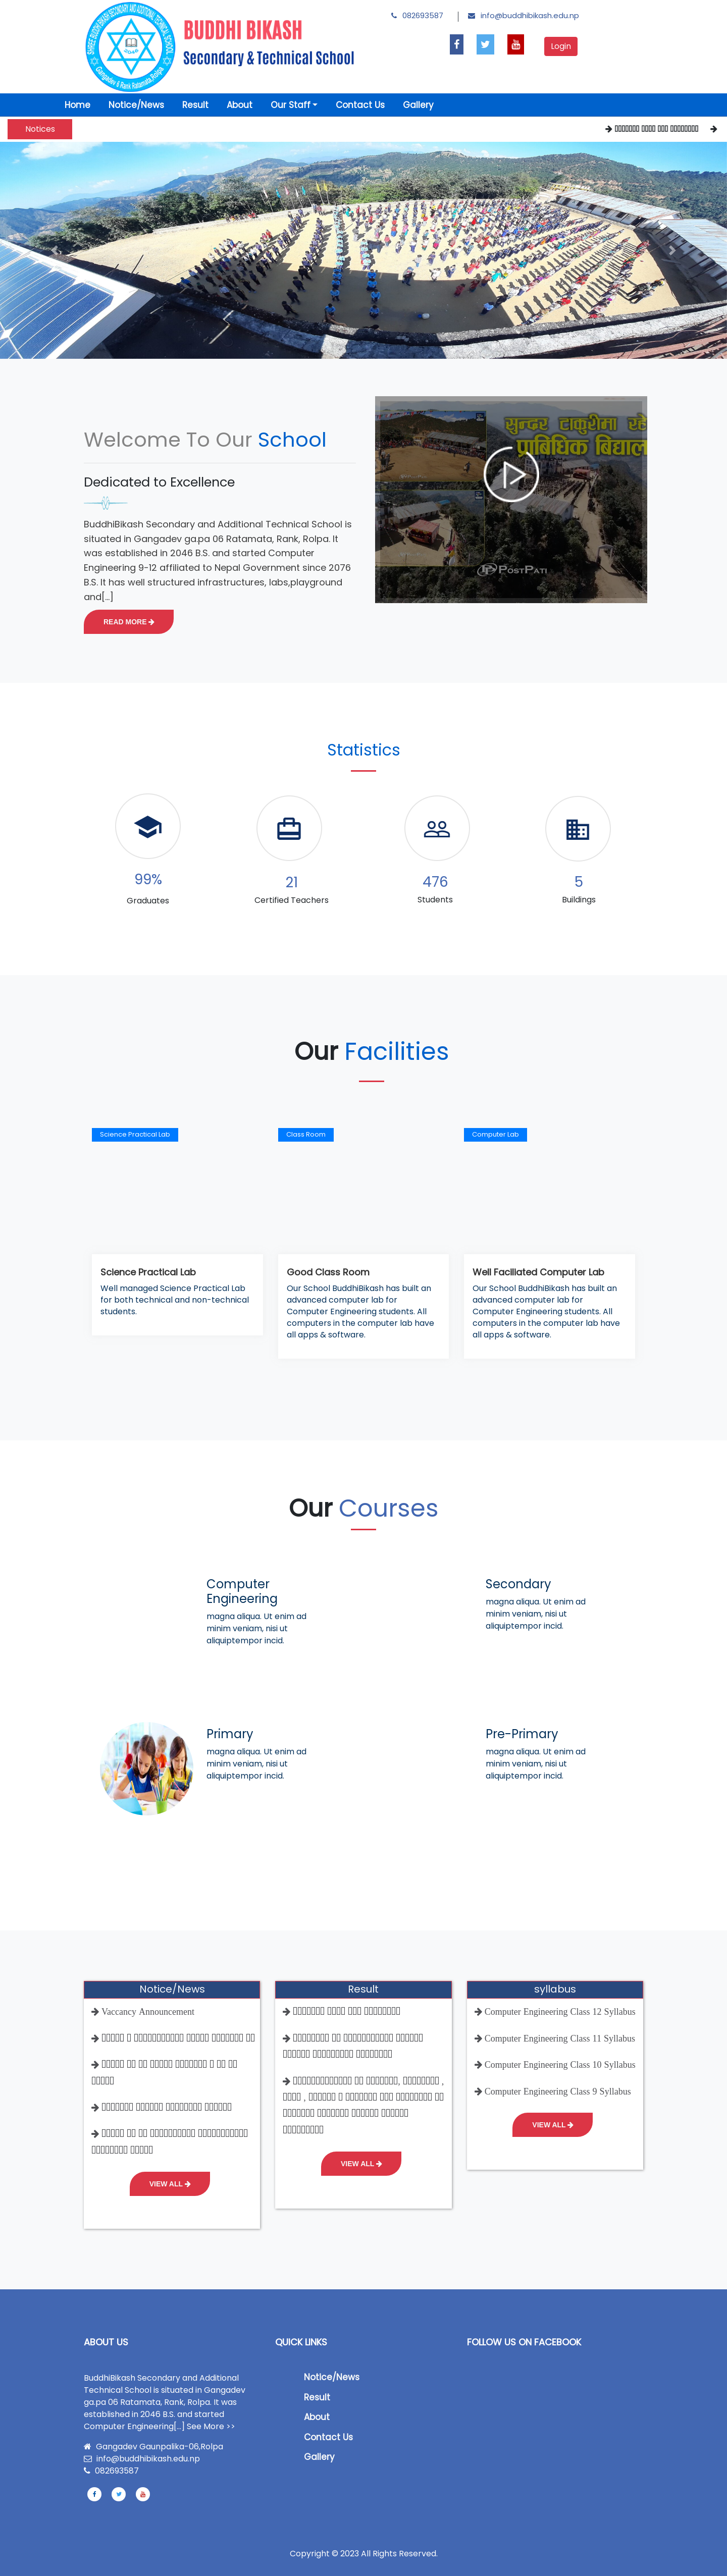 BUDDHI BIKASH
Secondary & Technical School
082693587
info@buddhibikash.edu.np
Login
Home Notice/News Result About Our Staff Contact Us Gallery
Notices
Welcome To Our School
Dedicated to Excellence
BuddhiBikash Secondary and Additional Technical School is
situated in Gangadev ga.pa 06 Ratamata, Rank, Rolpa. It
was established in 2046 B.S. and started Computer
Engineering 9-12 affiliated to Nepal Government since 2076
B.S. It has well structured infrastructures, labs,playground
and[...]
READ MORE
सुन्दर ठाकुरीमा रहे
प्राबिधिक बिद्याल
POSTPATI
Statistics
99%
Graduates
21
Certified Teachers
476
Students
5
Buildings
Our Facilities
Science Practical Lab
Science Practical Lab
Well managed Science Practical Lab
for both technical and non-technical
students.
Class Room
Good Class Room
Our School BuddhiBikash has built an
advanced computer lab for
Computer Engineering students. All
computers in the computer lab have
all apps & software.
Computer Lab
Well Faciliated Computer Lab
Our School BuddhiBikash has built an
advanced computer lab for
Computer Engineering students. All
computers in the computer lab have
all apps & software.
Our Courses
Computer
Engineering
magna aliqua. Ut enim ad
minim veniam, nisi ut
aliquiptempor incid.
Secondary
magna aliqua. Ut enim ad
minim veniam, nisi ut
aliquiptempor incid.
Primary
magna aliqua. Ut enim ad
minim veniam, nisi ut
aliquiptempor incid.
Pre-Primary
magna aliqua. Ut enim ad
minim veniam, nisi ut
aliquiptempor incid.
Notice/News
Vaccancy Announcement
VIEW ALL
Result
VIEW ALL
syllabus
Computer Engineering Class 12 Syllabus
Computer Engineering Class 11 Syllabus
Computer Engineering Class 10 Syllabus
Computer Engineering Class 9 Syllabus
VIEW ALL
ABOUT US
BuddhiBikash Secondary and Additional
Technical School is situated in Gangadev
ga.pa 06 Ratamata, Rank, Rolpa. It was
established in 2046 B.S. and started
Computer Engineering[...] See More >>
Gangadev Gaunpalika-06,Rolpa
info@buddhibikash.edu.np
082693587
QUICK LINKS
Notice/News
Result
About
Contact Us
Gallery
FOLLOW US ON FACEBOOK
Copyright © 2023 All Rights Reserved.